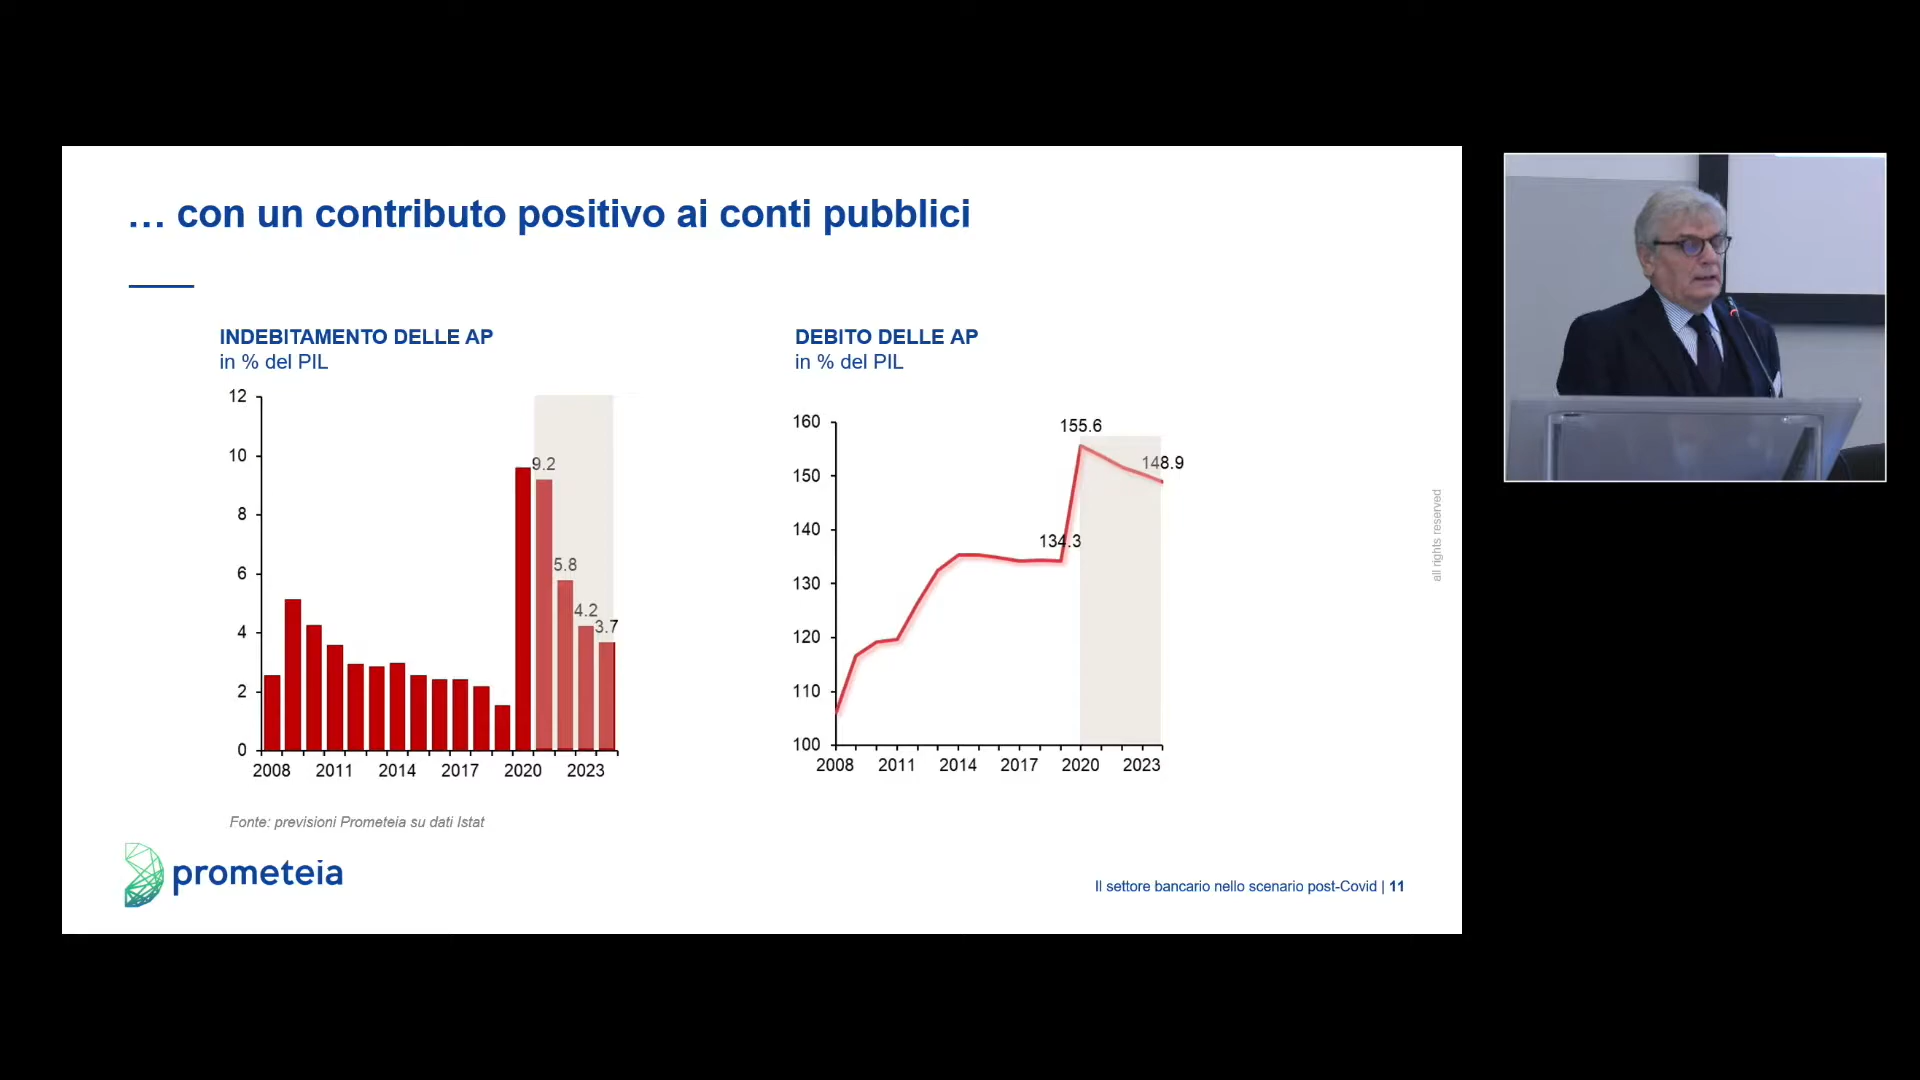 … con un contributo positivo ai conti pubblici
INDEBITAMENTO DELLE AP
in % del PIL
12
10
8
6
4
2
0
9.2
5.8
4.2
3.7
2008 2011 2014 2017 2020 2023
DEBITO DELLE AP
in % del PIL
160
150
140
130
120
110
100
155.6
148.9
134.3
2008 2011 2014 2017 2020 2023
all rights reserved
Fonte: previsioni Prometeia su dati Istat
prometeia
Il settore bancario nello scenario post-Covid | 11